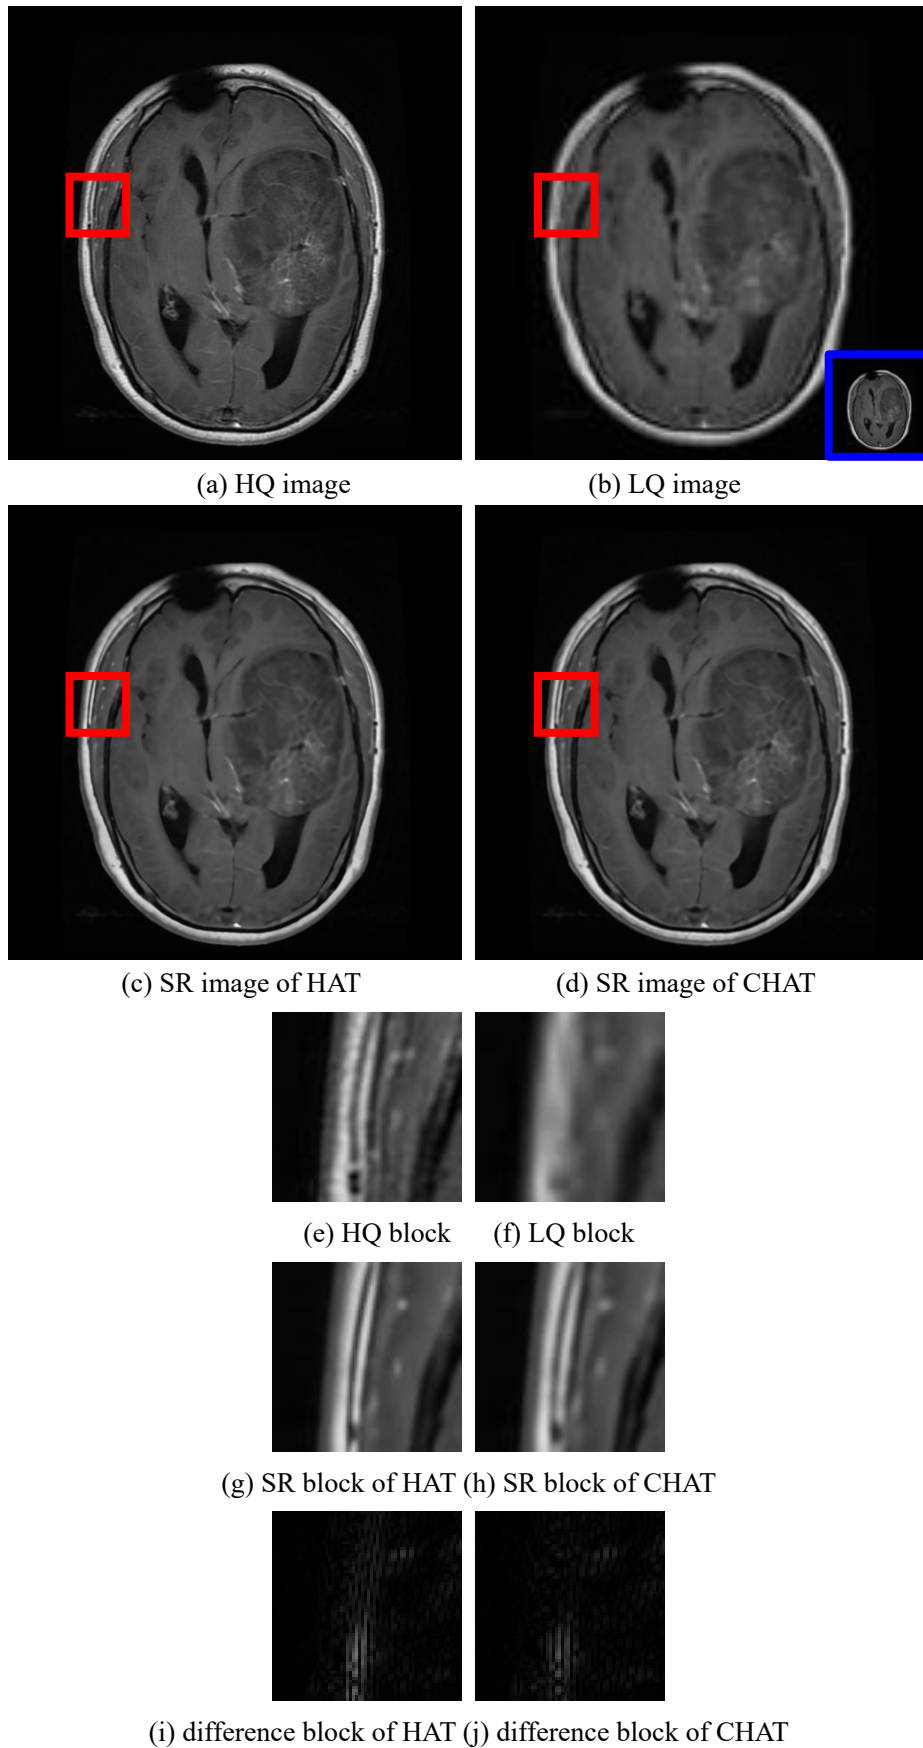 (a) HQ image (b) LQ image
(c) SR image of HAT (d) SR image of CHAT
(e) HQ block (f) LQ block
(g) SR block of HAT (h) SR block of CHAT
(i) difference block of HAT (j) difference block of CHAT